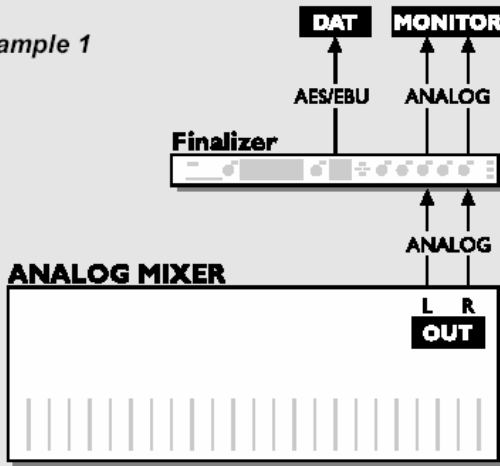 ample 1
DAT MONITOR
AES/EBU ANALOG
Finalizer
ANALOG
ANALOG MIXER
L R
OUT